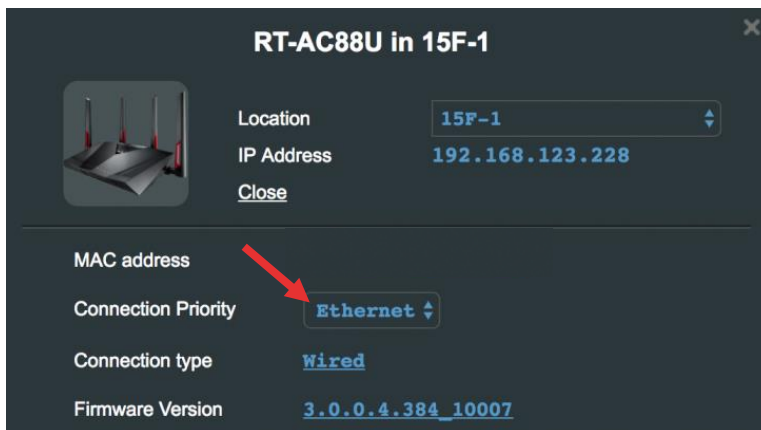 RT-AC88U in 15F-1
Location 15F-1
IP Address 192.168.123.228
Close
MAC address
Connection Priority Ethernet
Connection type Wired
Firmware Version 3.0.0.4.384_10007